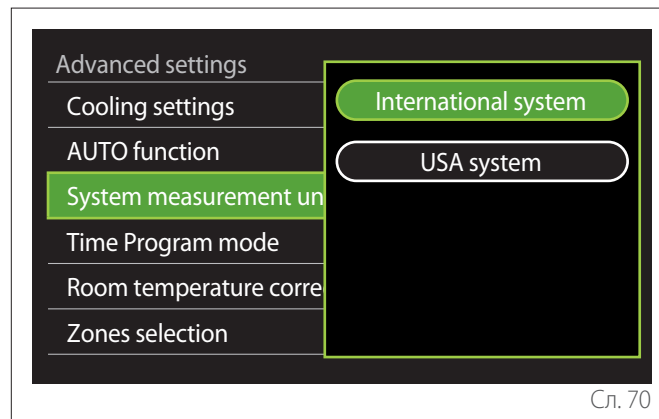 Advanced settings
Cooling settings
AUTO function
System measurement un
Time Program mode
Room temperature corre
Zones selection
International system
USA system
Сл. 70